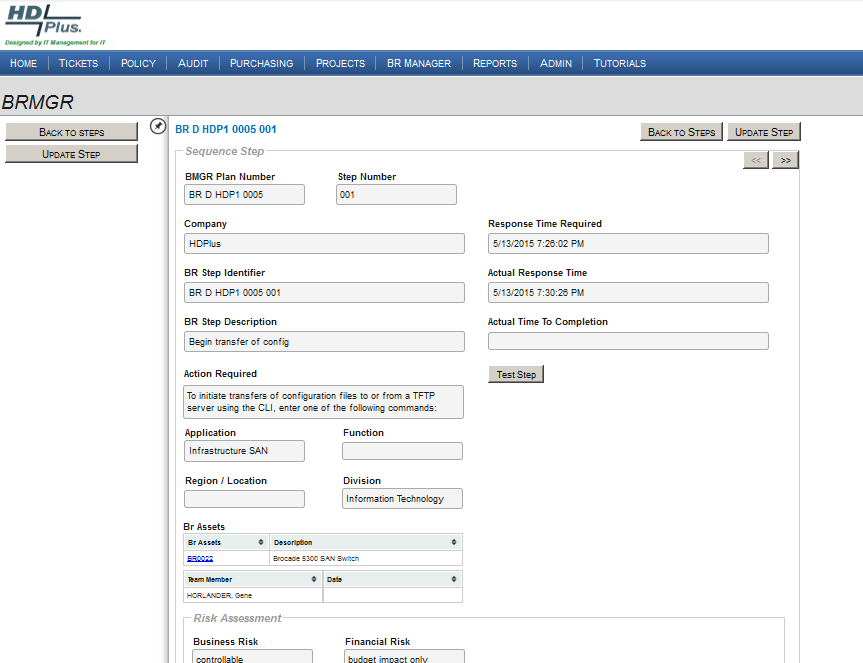 HD
Plus.
Designed by IT Management for IT
HOME TICKETS POLICY AUDIT PURCHASING PROJECTS BR MANAGER REPORTS ADMIN TUTORIALS
BRMGR
BACK TO STEPS
UPDATE STEP
BR D HDP1 0005 001
BACK TO STEPS UPDATE STEP
Sequence Step
<< >>
BMGR Plan Number Step Number
BR D HDP1 0005 001
Company Response Time Required
HDPlus 5/13/2015 7:26:02 PM
BR Step Identifier Actual Response Time
BR D HDP1 0005 001 5/13/2015 7:30:26 PM
BR Step Description Actual Time To Completion
Begin transfer of config
Action Required
Test Step
To initiate transfers of configuration files to or from a TFTP
server using the CLI, enter one of the following commands:
Application Function
Infrastructure SAN
Region / Location Division
Information Technology
Br Assets
Br Assets Description
BR0022 Brocade 5300 SAN Switch
Team Member Date
HORLANDER, Gene
Risk Assessment
Business Risk Financial Risk
controllable budget impact only